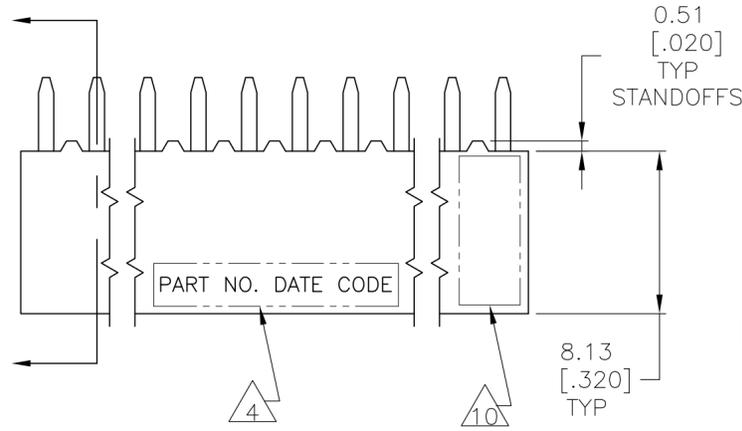 0.51
[.020]
TYP
STANDOFFS
PART NO. DATE CODE
8.13
[.320]
TYP
4
10